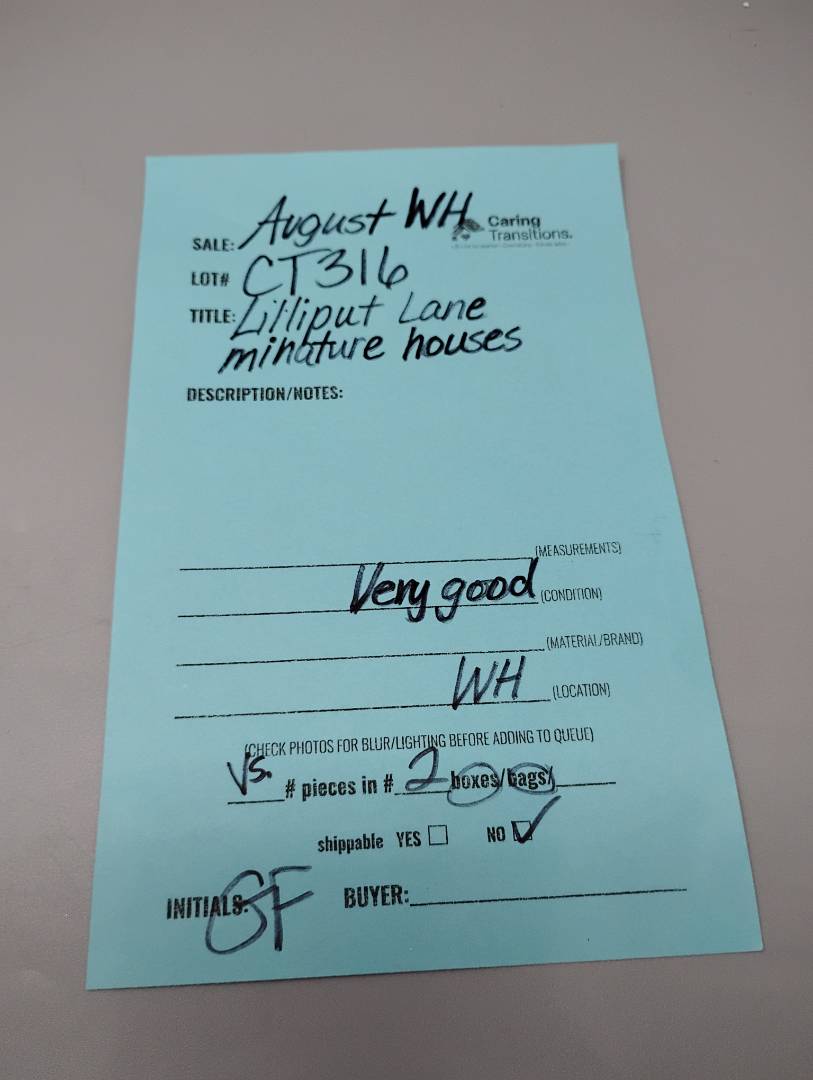 SALE: August WH
Caring
Transitions.
LOT# CT316
TITLE: Lilliput Lane
minature houses
DESCRIPTION/NOTES:
(MEASUREMENTS)
Very good (CONDITION)
(MATERIAL/BRAND)
WH (LOCATION)
(CHECK PHOTOS FOR BLUR/LIGHTING BEFORE ADDING TO QUEUE)
VS. # pieces in # 2 boxes/bags/
shippable YES NO
INITIALS: GF BUYER: